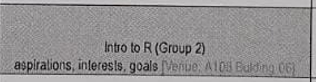 Intro to R (Group 2)
aspirations, interests, goals [Venue: A108 Building 06]